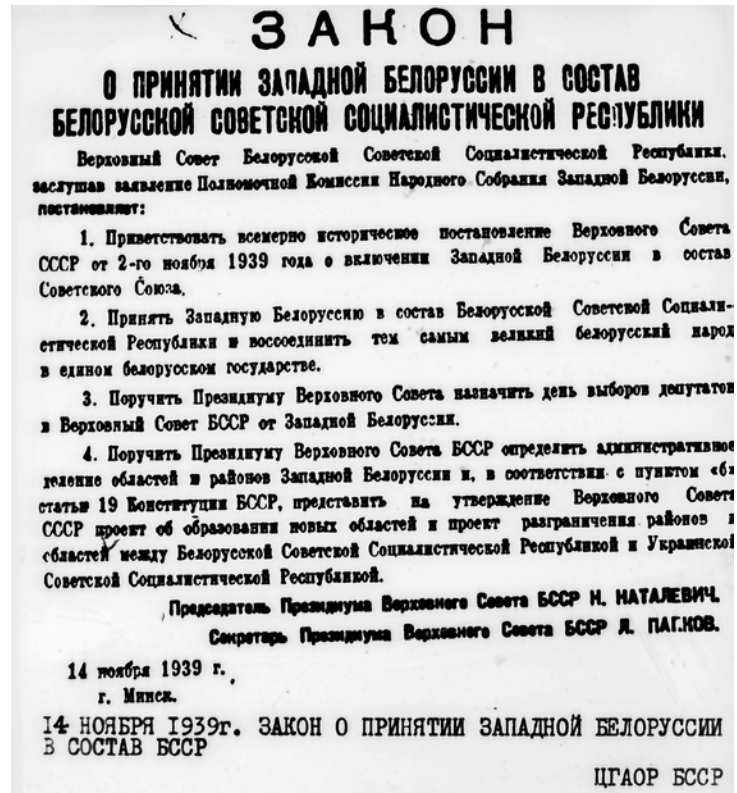 ЗАКОН
О ПРИНЯТИИ ЗАПАДНОЙ БЕЛОРУССИИ В СОСТАВ
БЕЛОРУССКОЙ СОВЕТСКОЙ СОЦИАЛИСТИЧЕСКОЙ РЕСПУБЛИКИ
Верховный Совет Белорусской Советской Социалистической Республики,
заслушав заявление Полномочной Комиссии Народного Собрания Западной Белоруссии,
постановляет:
1. Приветствовать всемерно историческое постановление Верховного Совета
СССР от 2-го ноября 1939 года о включении Западной Белоруссии в состав
Советского Союза.
2. Принять Западную Белоруссию в состав Белорусской Советской Социали-
стической Республики и воссоединить тем самым великий белорусский народ
в едином белорусском государстве.
3. Поручить Президиуму Верховного Совета назначить день выборов депутатов
в Верховный Совет БССР от Западной Белоруссии.
4. Поручить Президиуму Верховного Совета БССР определить административное
деление областей и районов Западной Белоруссии и, в соответствии с пунктом «б»
статьи 19 Конституции БССР, представить на утверждение Верховного Совета
СССР проект об образовании новых областей и проект разграничения районов и
областей между Белорусской Советской Социалистической Республикой и Украинской
Советской Социалистической Республикой.
Председатель Президиума Верховного Совета БССР Н. НАТАЛЕВИЧ.
Секретарь Президиума Верховного Совета БССР Л.
14 ноября 1939 г.
г. Минск.
14 НОЯБРЯ 1939г. ЗАКОН О ПРИНЯТИИ ЗАПАДНОЙ БЕЛОРУССИИ
В СОСТАВ БССР
ЦГАОР БССР